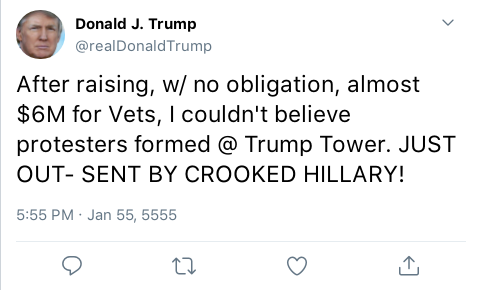 Donald J. Trump
@realDonaldTrump
After raising, w/ no obligation, almost
$6M for Vets, I couldn't believe
protesters formed @ Trump Tower. JUST
OUT- SENT BY CROOKED HILLARY!
5:55 PM · Jan 55, 5555